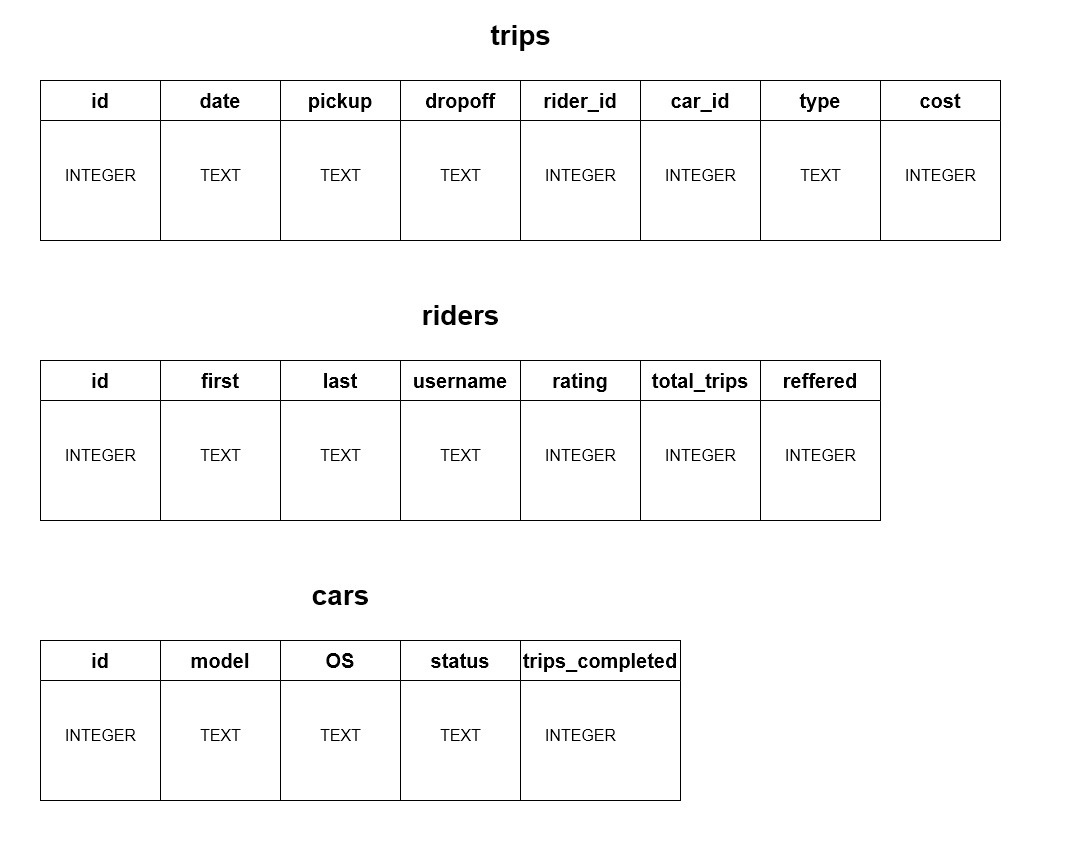 trips
id date pickup dropoff rider_id car_id type cost
INTEGER TEXT TEXT TEXT INTEGER INTEGER TEXT INTEGER
riders
id first last username rating total_trips reffered
INTEGER TEXT TEXT TEXT INTEGER INTEGER INTEGER
cars
id model OS status trips_completed
INTEGER TEXT TEXT TEXT INTEGER